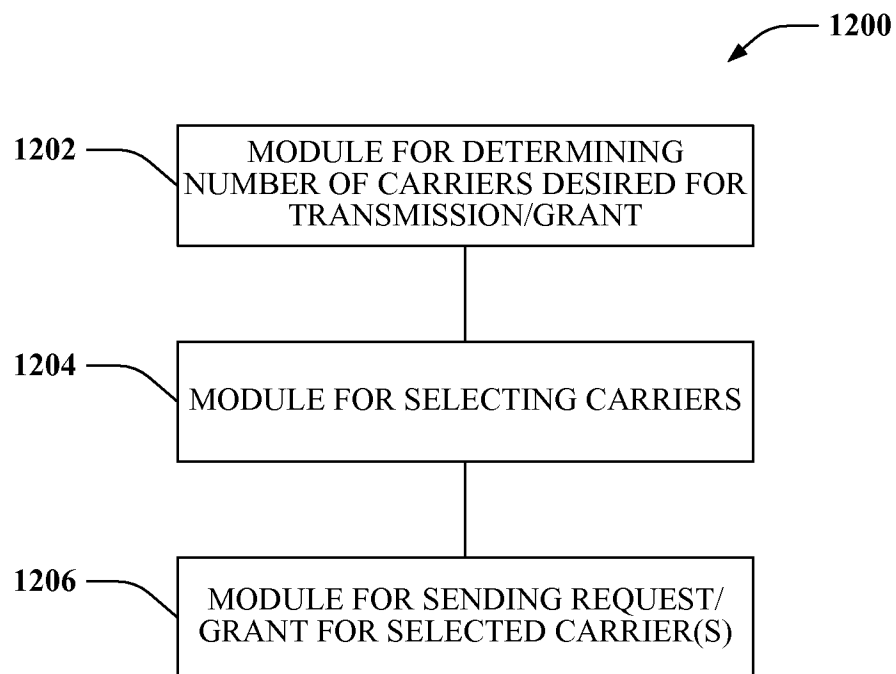 1200
1202
MODULE FOR DETERMINING
NUMBER OF CARRIERS DESIRED FOR
TRANSMISSION/GRANT
1204
MODULE FOR SELECTING CARRIERS
1206
MODULE FOR SENDING REQUEST/
GRANT FOR SELECTED CARRIER(S)